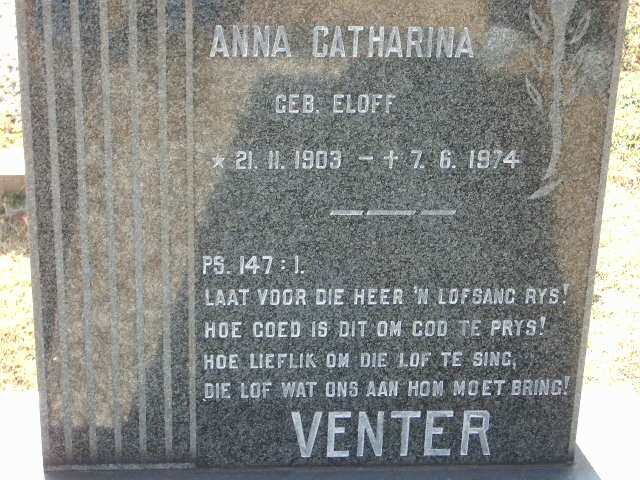 ANNA CATHARINA
GEB. ELOFF
* 21. 11. 1903 - + 7. 6. 1974
PS. 147 : 1.
LAAT VOOR DIE HEER 'N LOFSANG RYS!
HOE GOED IS DIT OM GOD TE PRYS!
HOE LIEFLIK OM DIE LOF TE SING,
DIE LOF WAT ONS AAN HOM MOET BRING!
VENTER